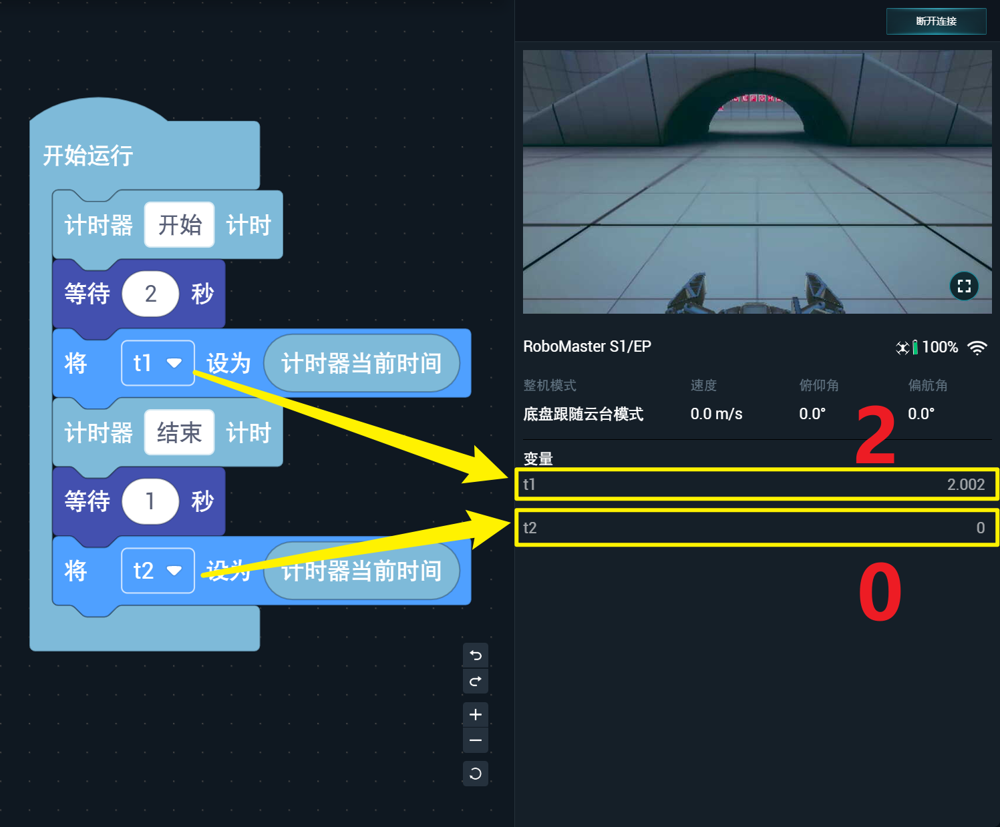 断开连接
开始运行
计时器 开始 计时
等待 2 秒
将 t1 设为 计时器当前时间
计时器 结束 计时
等待 1 秒
将 t2 设为 计时器当前时间
DEFGH
RoboMaster S1/EP
100%
整机模式 速度 俯仰角 偏航角
底盘跟随云台模式 0.0 m/s 0.0° 0.0°
2
变量
t1 2.002
t2 0
0